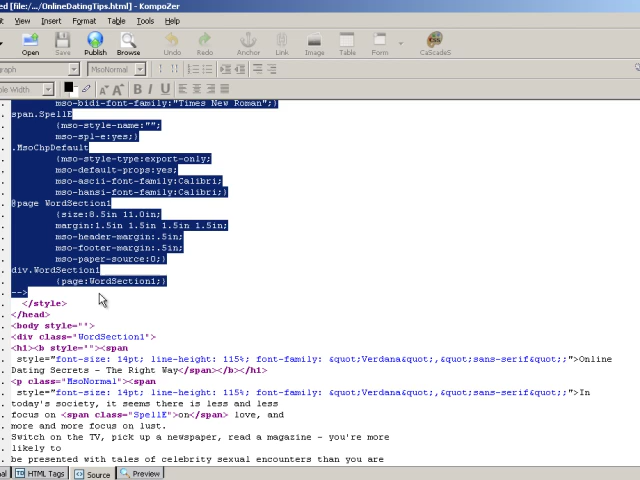 ed [file:/.../OnlineDatingTips.html] - KompoZer
View Insert Format Table Tools Help
Open Save Publish Browse Undo Redo Anchor Link Image Table Form CaScadeS
graph MsoNormal
ble Width B I U
mso-bidi-font-family:"Times New Roman";}
span.SpellE
{mso-style-name:"";
mso-spl-e:yes;}
.MsoChpDefault
{mso-style-type:export-only;
mso-default-props:yes;
mso-ascii-font-family:Calibri;
mso-hansi-font-family:Calibri;}
@page WordSection1
{size:8.5in 11.0in;
margin:1.5in 1.5in 1.5in 1.5in;
mso-header-margin:.5in;
mso-footer-margin:.5in;
mso-paper-source:0;}
div.WordSection1
{page:WordSection1;}
-->
</style>
</head>
<body style="">
<div class="WordSection1">
<h1><b style=""><span
style="font-size: 14pt; line-height: 115%; font-family: &quot;Verdana&quot;,&quot;sans-serif&quot;;">Online
Dating Secrets - The Right Way</span></b></h1>
<p class="MsoNormal"><span
style="font-size: 14pt; line-height: 115%; font-family: &quot;Verdana&quot;,&quot;sans-serif&quot;;">In
today's society, it seems there is less and less
focus on <span class="SpellE">on</span> love, and
more and more focus on lust.
Switch on the TV, pick up a newspaper, read a magazine - you're more
likely to
be presented with tales of celebrity sexual encounters than you are
nal HTML Tags Source Preview